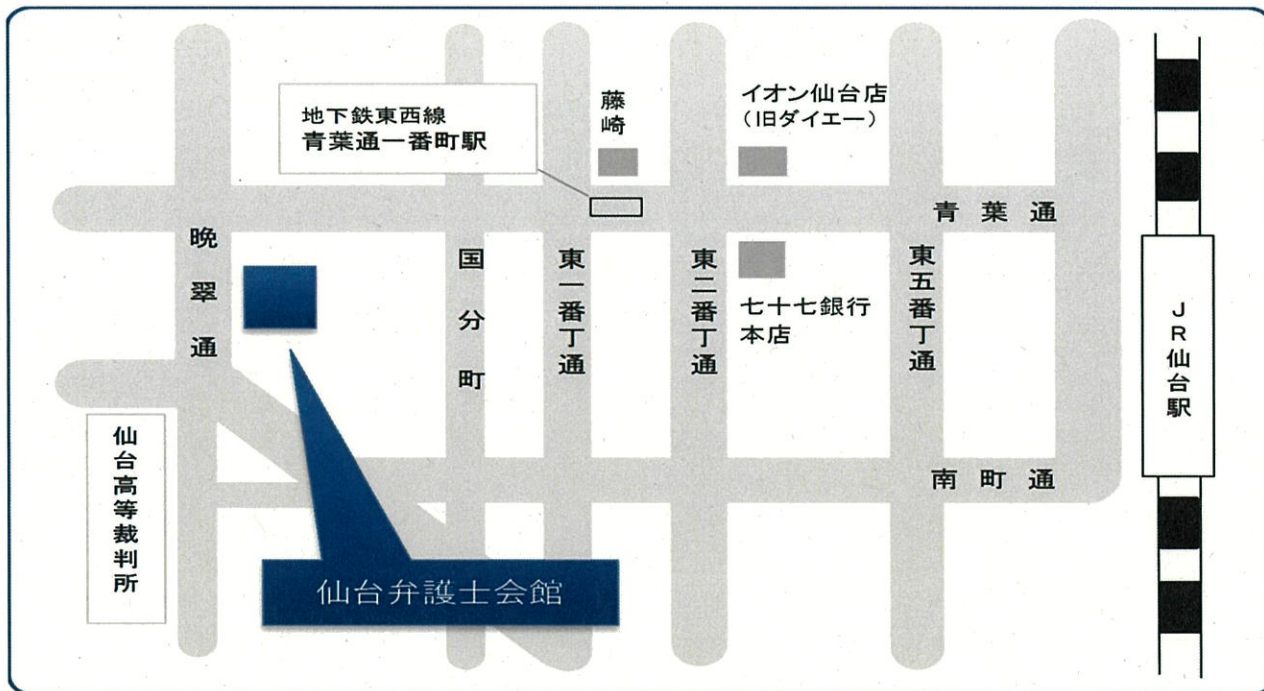 地下鉄東西線
青葉通一番町駅
藤崎
イオン仙台店
（旧ダイエー）
青葉通
晩翠通
国分町
東一番丁通
東二番丁通
七十七銀行
本店
東五番丁通
JR仙台駅
南町通
仙台高等裁判所
仙台弁護士会館